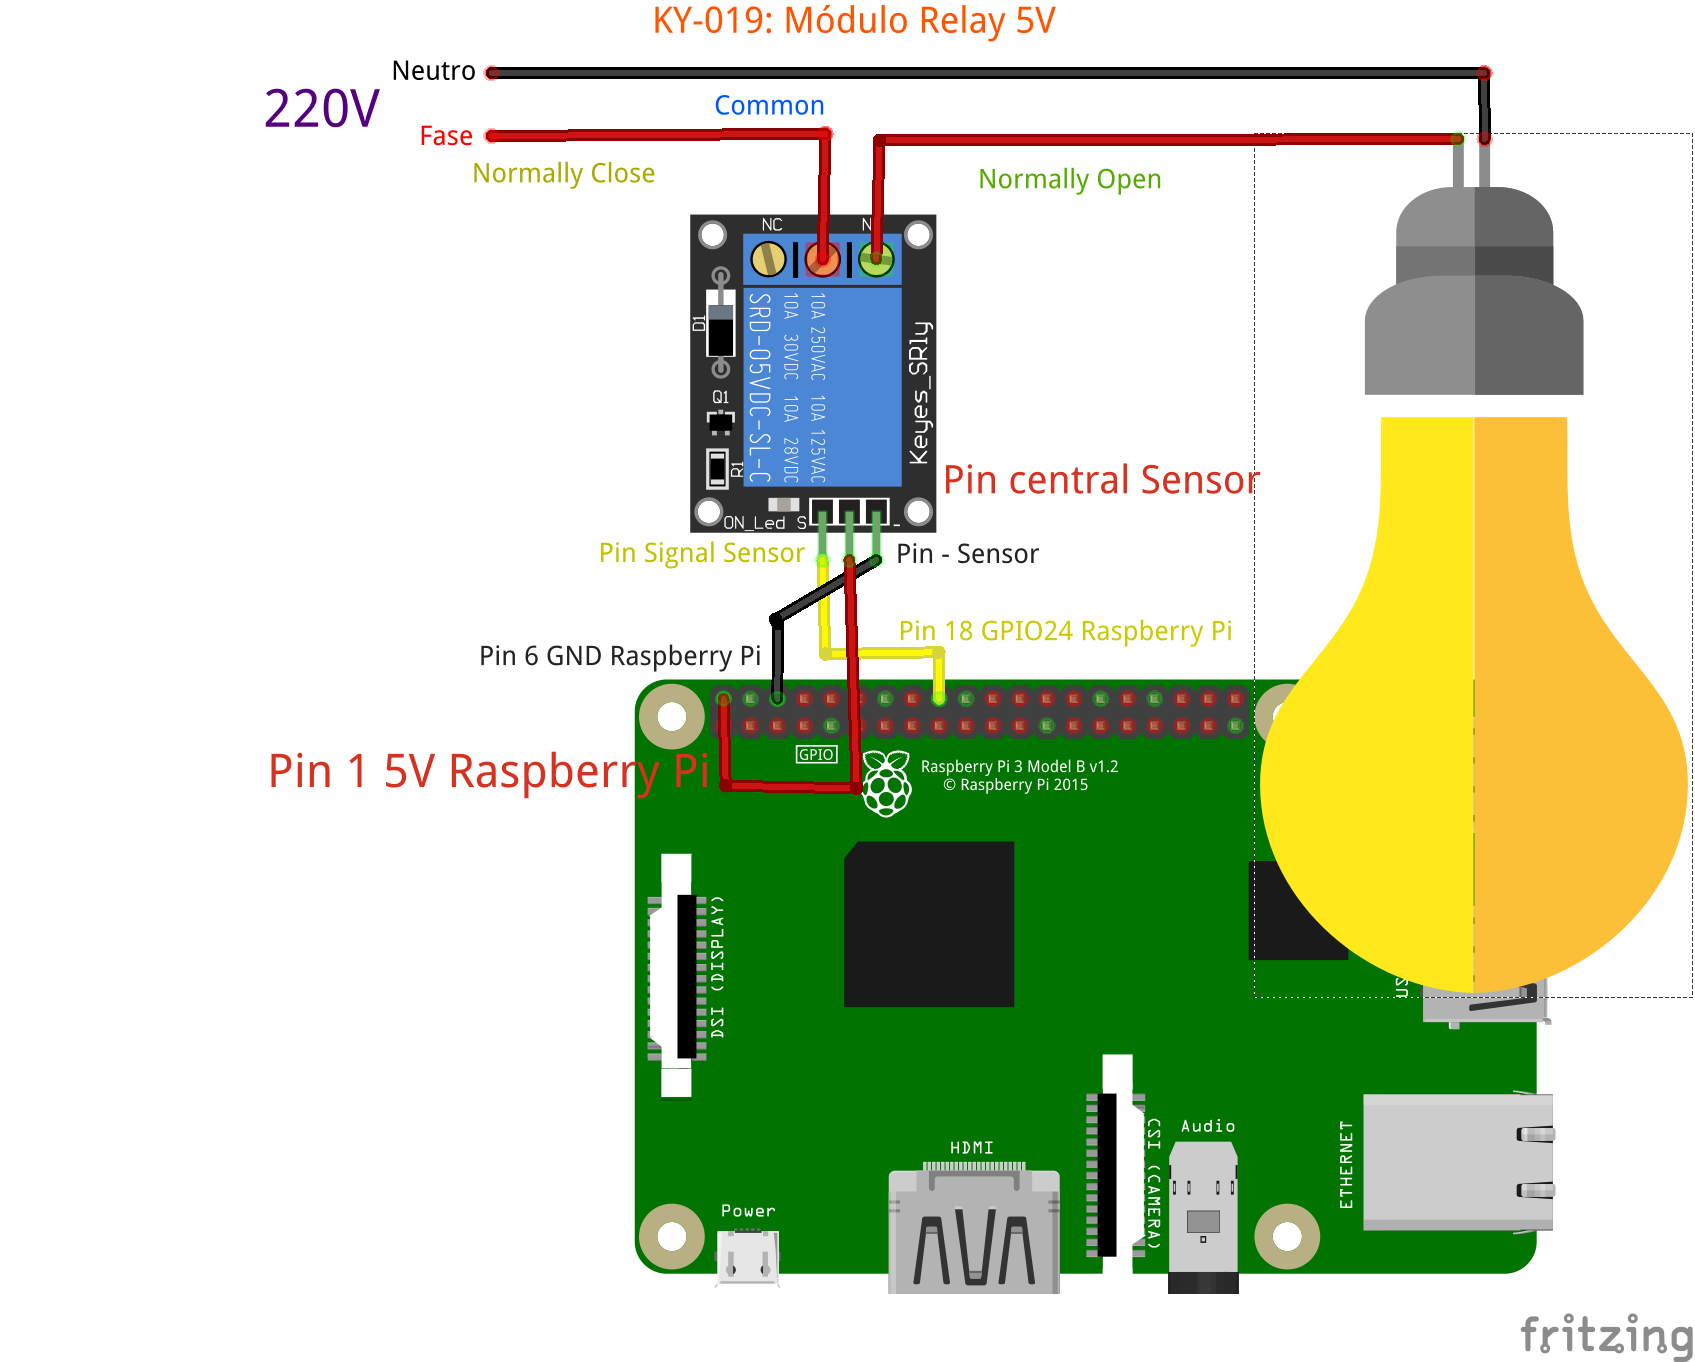 KY-019: Módulo Relay 5V
Neutro
220V
Common
Fase
Normally Close
Normally Open
NC
N
D1
SRD-05VDC-SL-C
10A 30VDC 10A 28VDC
10A 250VAC 10A 125VAC
Keyes_SR1y
Q1
R1
Pin central Sensor
ON_Led S
-
Pin Signal Sensor
Pin - Sensor
Pin 18 GPIO24 Raspberry Pi
Pin 6 GND Raspberry Pi
GPIO
Pin 1 5V Raspberry Pi
Raspberry Pi 3 Model B v1.2
© Raspberry Pi 2015
DSI (DISPLAY)
HDMI
CSI (CAMERA)
Audio
ETHERNET
Power
fritzing